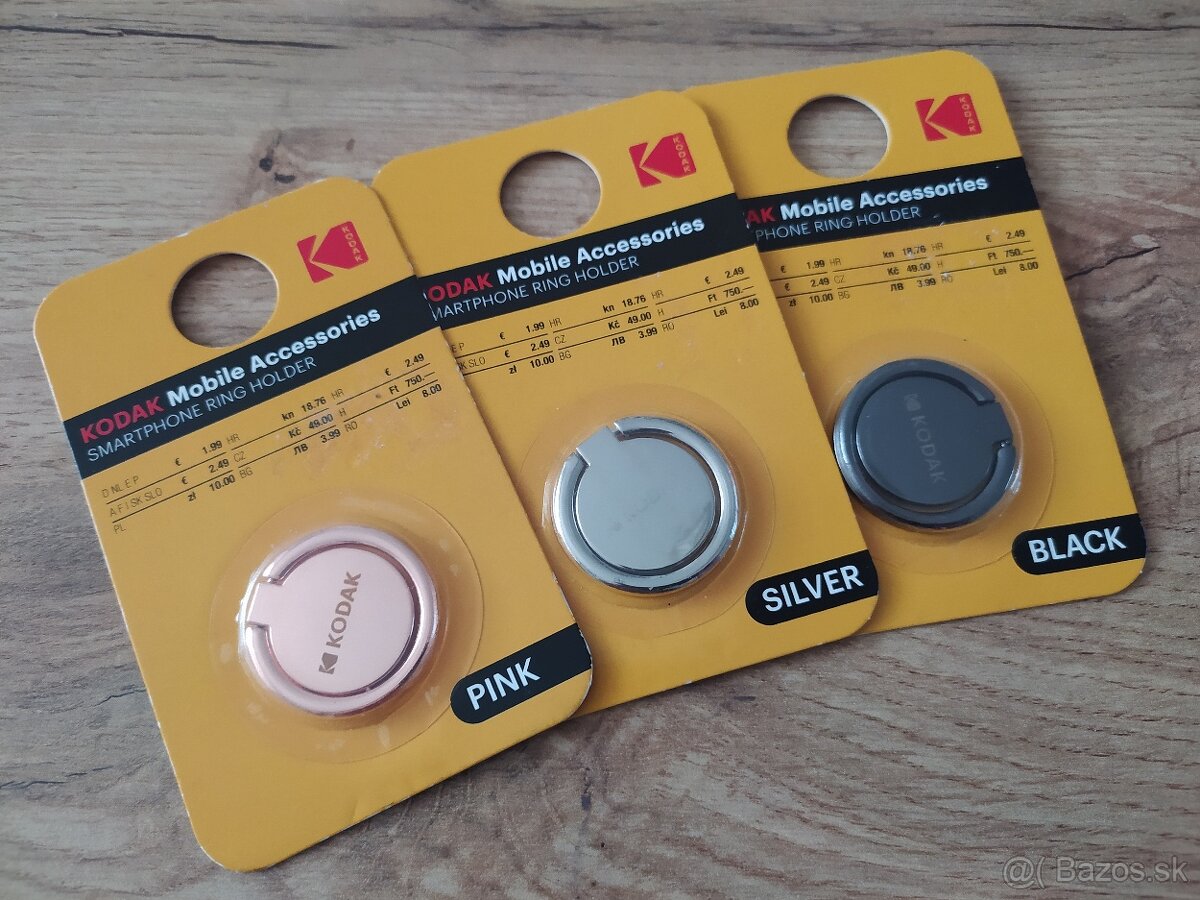 KODAK
KODAK Mobile Accessories
SMARTPHONE RING HOLDER
D NL E P € 1.99 HR kn 18.76 HR € 2.49
A F I SK SLO € 2.49 CZ Kč 49.00 H Ft 750.—
PL zł 10.00 BG ЛВ 3.99 RO Lei 8.00
KODAK
PINK
KODAK
ODAK Mobile Accessories
MARTPHONE RING HOLDER
E P € 1.99 HR kn 18.76 HR € 2.49
SK SLO € 2.49 CZ Kč 49.00 H Ft 750.—
zł 10.00 BG ЛВ 3.99 RO Lei 8.00
SILVER
KODAK
AK Mobile Accessories
PHONE RING HOLDER
€ 1.99 HR kn 18.76 HR € 2.49
€ 2.49 CZ Kč 49.00 H Ft 750.—
zł 10.00 BG ЛВ 3.99 RO Lei 8.00
KODAK
BLACK
@( Bazos.sk